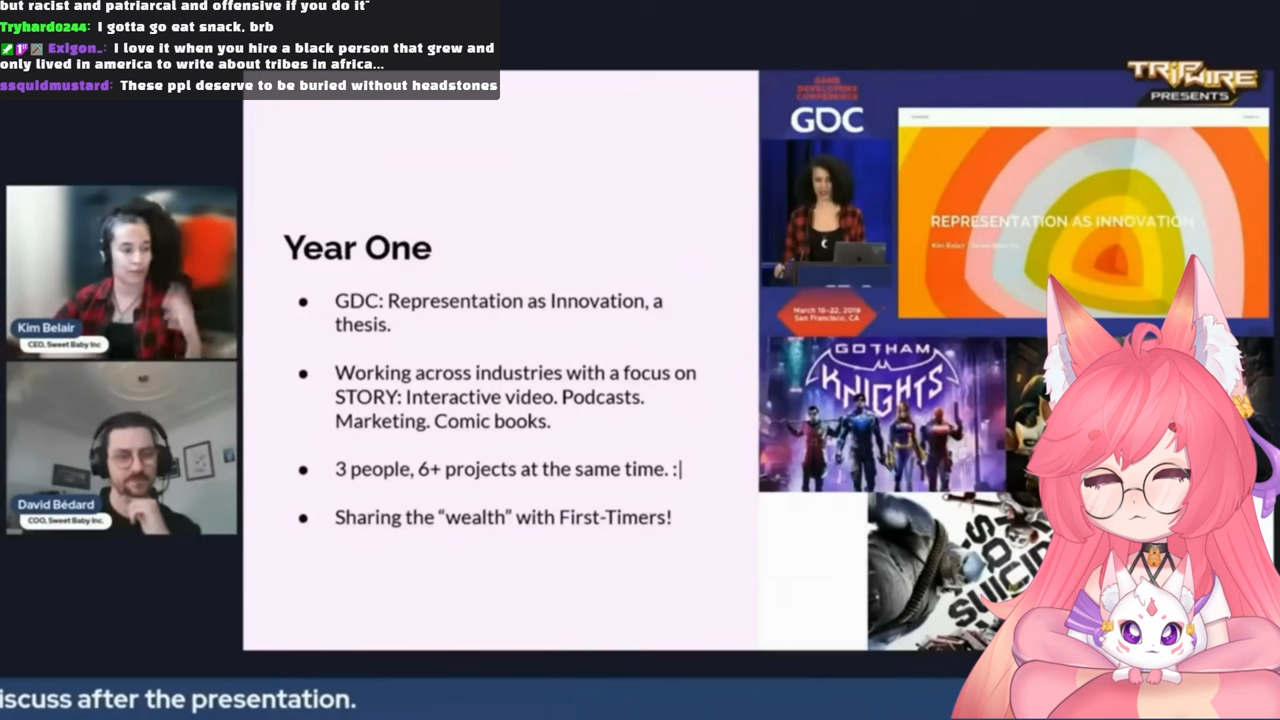 but racist and patriarcal and offensive if you do it"
Tryhard0244: I gotta go eat snack, brb
Exigon_: I love it when you hire a black person that grew and
only lived in america to write about tribes in africa...
ssquidmustard: These ppl deserve to be buried without headstones
TRIPWIRE
PRESENTS
GAME
DEVELOPERS
CONFERENCE
GDC
REPRESENTATION AS INNOVATION
March 18-22, 2019
San Francisco, CA
Year One
● GDC: Representation as Innovation, a
thesis.
● Working across industries with a focus on
STORY: Interactive video. Podcasts.
Marketing. Comic books.
● 3 people, 6+ projects at the same time. :|
● Sharing the “wealth” with First-Timers!
Kim Belair
CEO, Sweet Baby Inc
David Bédard
COO, Sweet Baby Inc.
GOTHAM
KNIGHTS
SUICID
iscuss after the presentation.